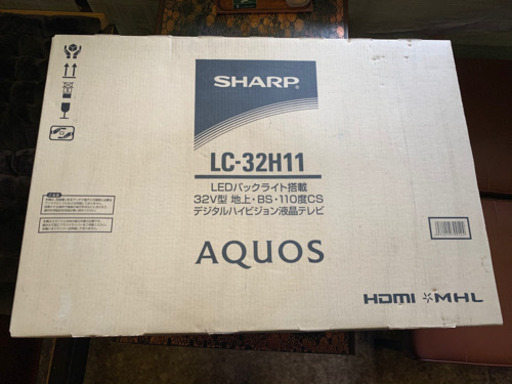 SHARP
LC-32H11
LEDバックライト搭載
32V型 地上・BS・110度CS
デジタルハイビジョン液晶テレビ
AQUOS
HDMI MHL